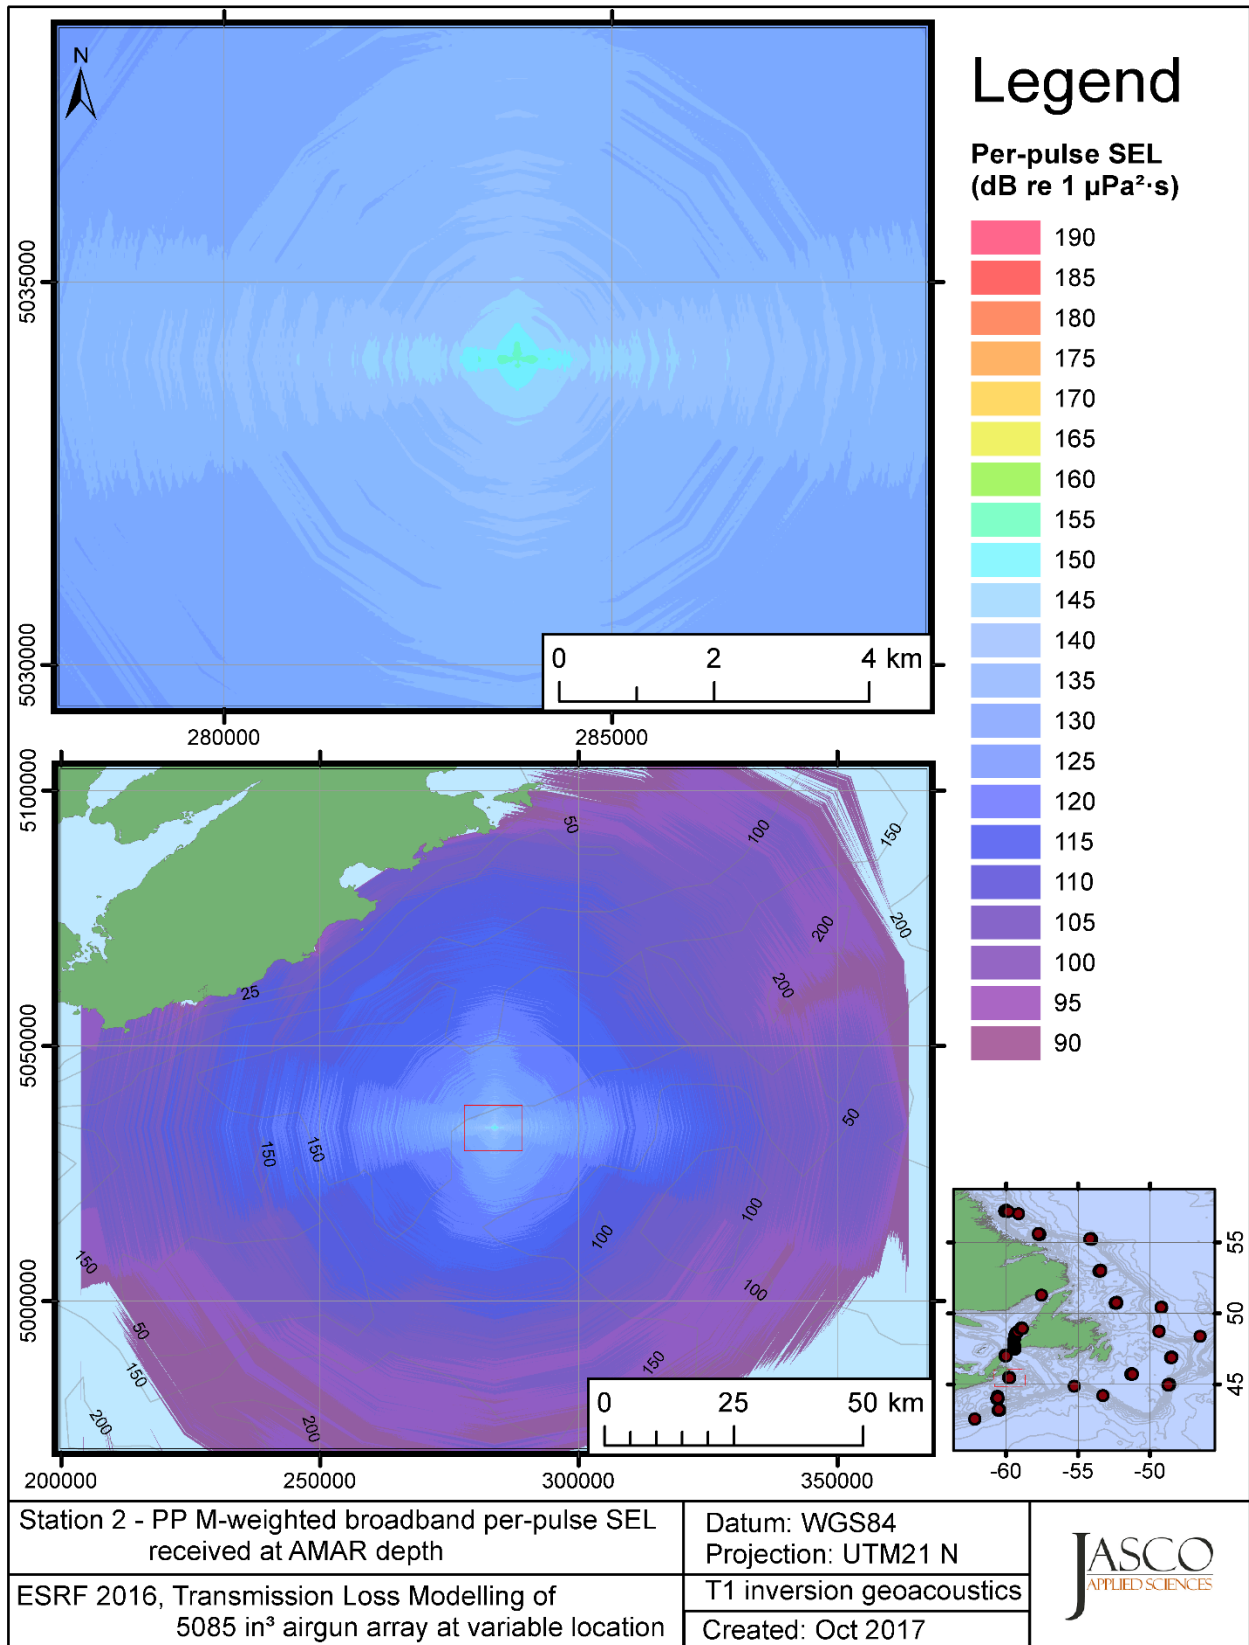 N
5035000
5030000
0 2 4 km
280000 285000
Legend
Per-pulse SEL
(dB re 1 µPa²·s)
190
185
180
175
170
165
160
155
150
145
140
135
130
125
120
115
110
105
100
95
90
5100000
5050000
5000000
50
100
150
200
200
200
25
50
150
150
100
100
100
150
50
150
150
200
200
0 25 50 km
200000 250000 300000 350000
55
50
45
-60 -55 -50
Station 2 - PP M-weighted broadband per-pulse SEL
received at AMAR depth
ESRF 2016, Transmission Loss Modelling of
5085 in³ airgun array at variable location
Datum: WGS84
Projection: UTM21 N
T1 inversion geoacoustics
Created: Oct 2017
JASCO
APPLIED SCIENCES